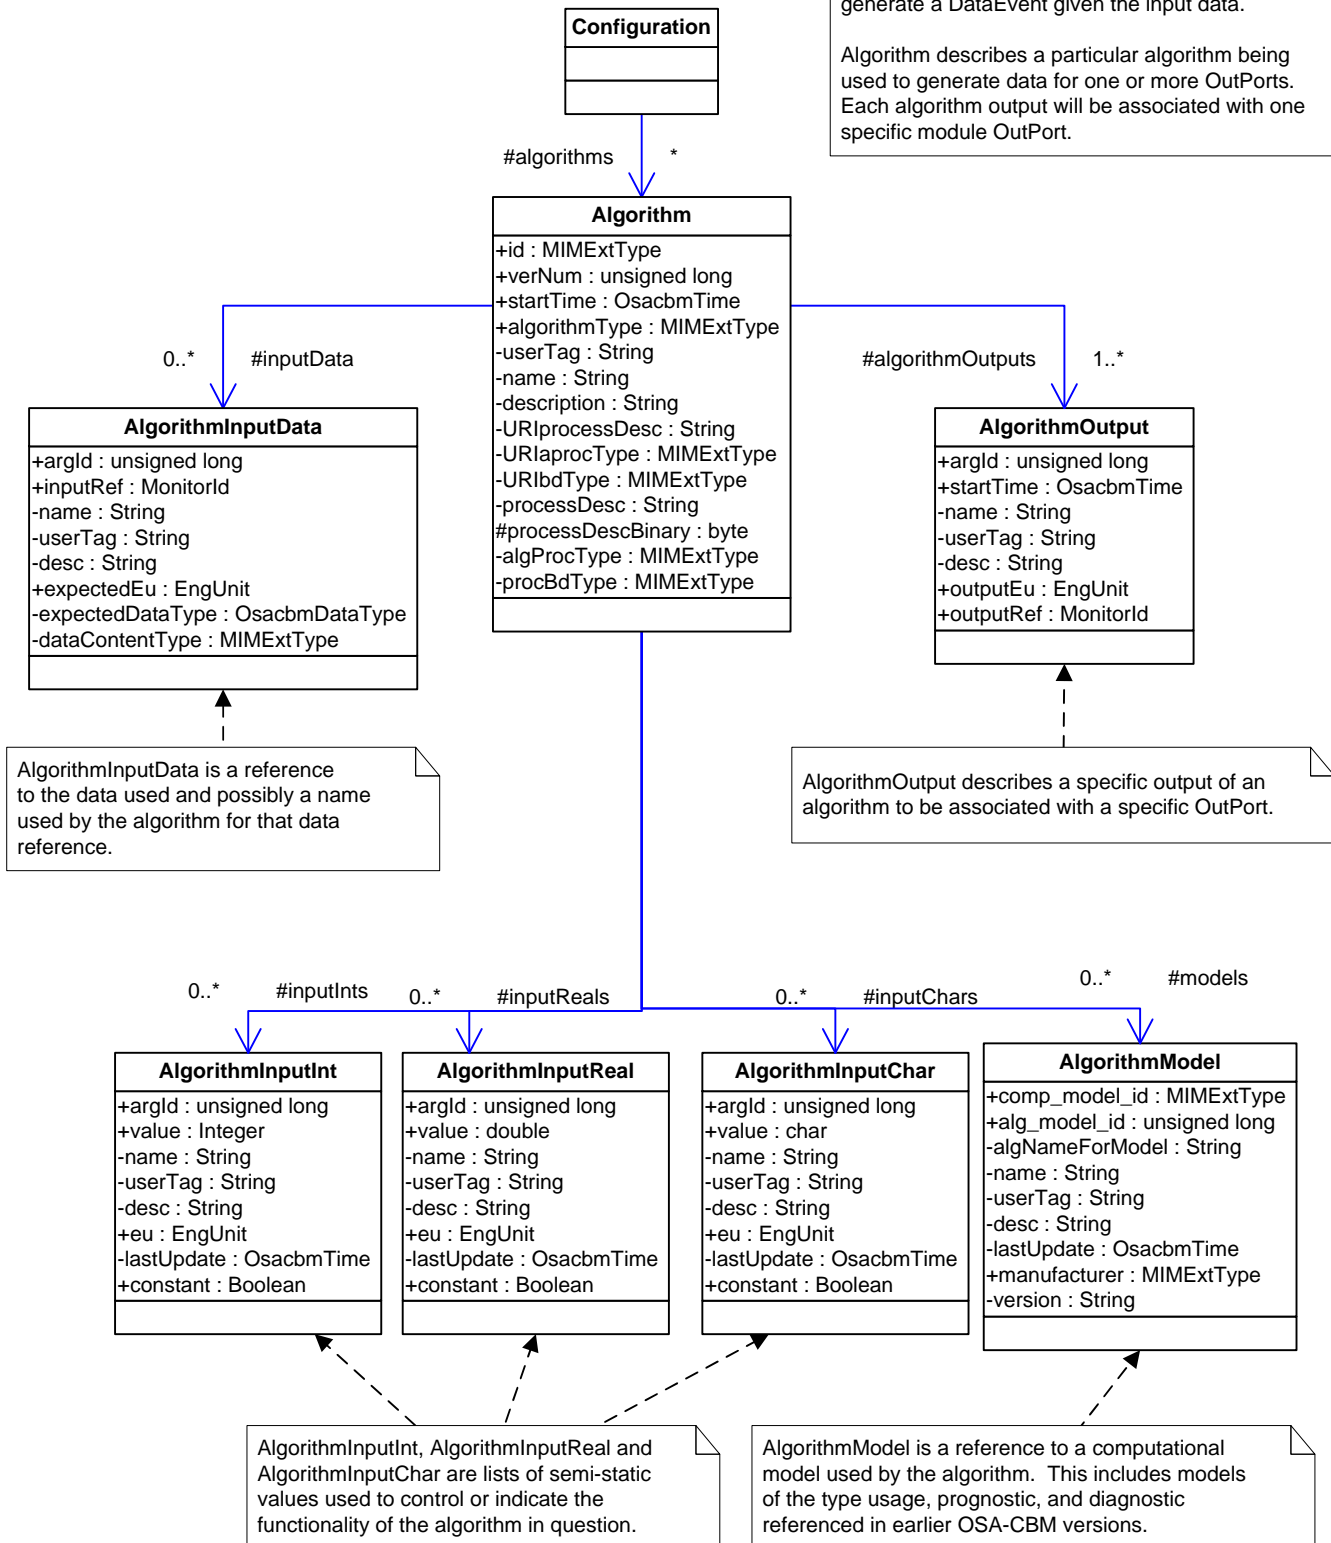 generate a DataEvent given the input data.
Algorithm describes a particular algorithm being
used to generate data for one or more OutPorts.
Each algorithm output will be associated with one
specific module OutPort.
Configuration
#algorithms *
Algorithm
+id : MIMExtType
+verNum : unsigned long
+startTime : OsacbmTime
+algorithmType : MIMExtType
-userTag : String
-name : String
-description : String
-URIprocessDesc : String
-URIaprocType : MIMExtType
-URIbdType : MIMExtType
-processDesc : String
#processDescBinary : byte
-algProcType : MIMExtType
-procBdType : MIMExtType
0..* #inputData
#algorithmOutputs 1..*
AlgorithmInputData
+argId : unsigned long
+inputRef : MonitorId
-name : String
-userTag : String
-desc : String
+expectedEu : EngUnit
-expectedDataType : OsacbmDataType
-dataContentType : MIMExtType
AlgorithmOutput
+argId : unsigned long
+startTime : OsacbmTime
-name : String
-userTag : String
-desc : String
+outputEu : EngUnit
+outputRef : MonitorId
AlgorithmInputData is a reference
to the data used and possibly a name
used by the algorithm for that data
reference.
AlgorithmOutput describes a specific output of an
algorithm to be associated with a specific OutPort.
0..* #inputInts
0..* #inputReals
0..* #inputChars
0..* #models
AlgorithmInputInt
+argId : unsigned long
+value : Integer
-name : String
-userTag : String
-desc : String
+eu : EngUnit
-lastUpdate : OsacbmTime
+constant : Boolean
AlgorithmInputReal
+argId : unsigned long
+value : double
-name : String
-userTag : String
-desc : String
+eu : EngUnit
-lastUpdate : OsacbmTime
+constant : Boolean
AlgorithmInputChar
+argId : unsigned long
+value : char
-name : String
-userTag : String
-desc : String
+eu : EngUnit
-lastUpdate : OsacbmTime
+constant : Boolean
AlgorithmModel
+comp_model_id : MIMExtType
+alg_model_id : unsigned long
-algNameForModel : String
-name : String
-userTag : String
-desc : String
-lastUpdate : OsacbmTime
+manufacturer : MIMExtType
-version : String
AlgorithmInputInt, AlgorithmInputReal and
AlgorithmInputChar are lists of semi-static
values used to control or indicate the
functionality of the algorithm in question.
AlgorithmModel is a reference to a computational
model used by the algorithm.  This includes models
of the type usage, prognostic, and diagnostic
referenced in earlier OSA-CBM versions.